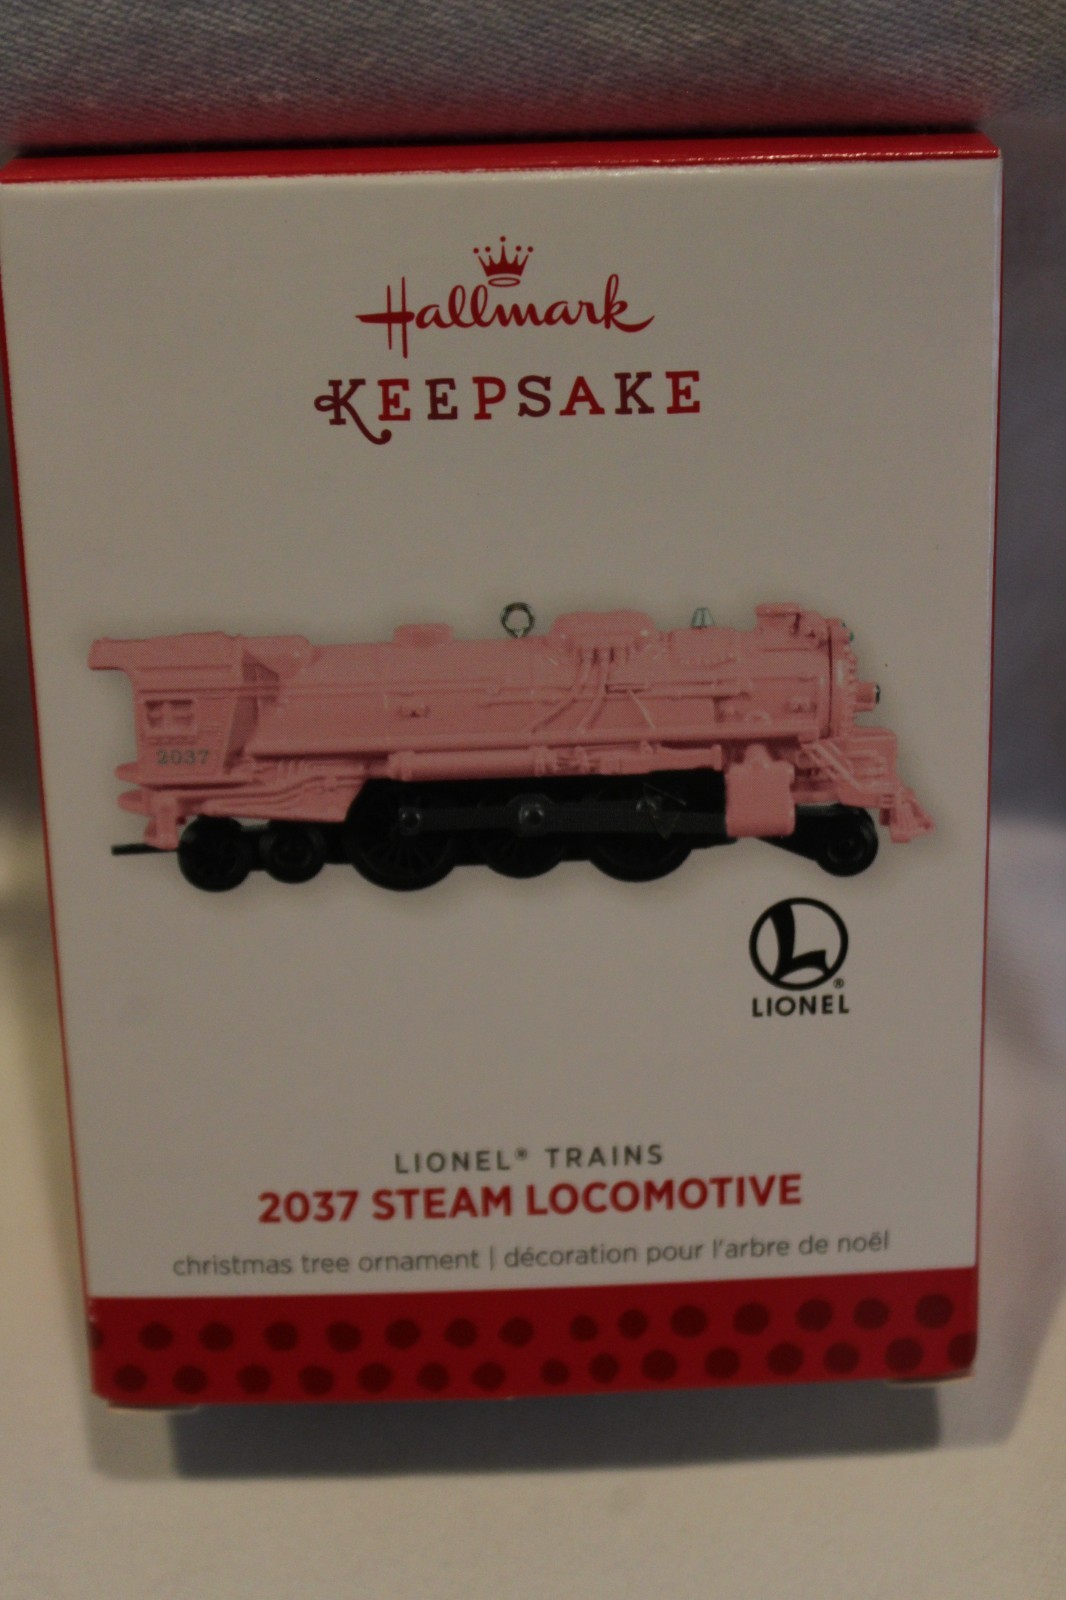 Hallmark
KEEPSAKE
2037
L
®
LIONEL
LIONEL® TRAINS
2037 STEAM LOCOMOTIVE
christmas tree ornament | décoration pour l'arbre de noël